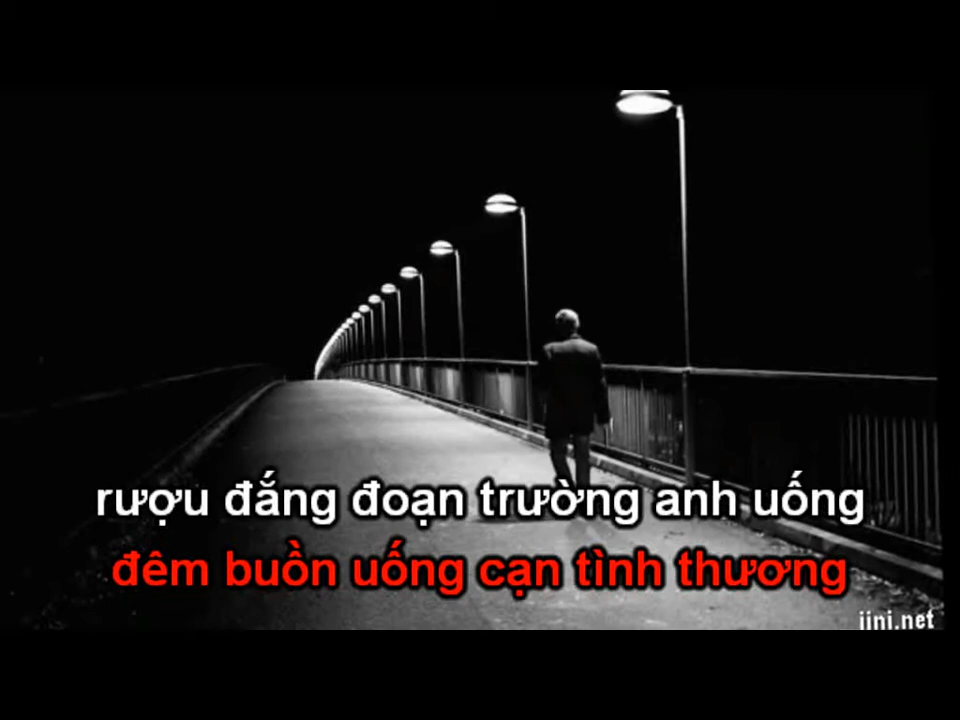 rượu đắng đoạn trường anh uống
đêm buồn uống cạn tình thương
iini.net